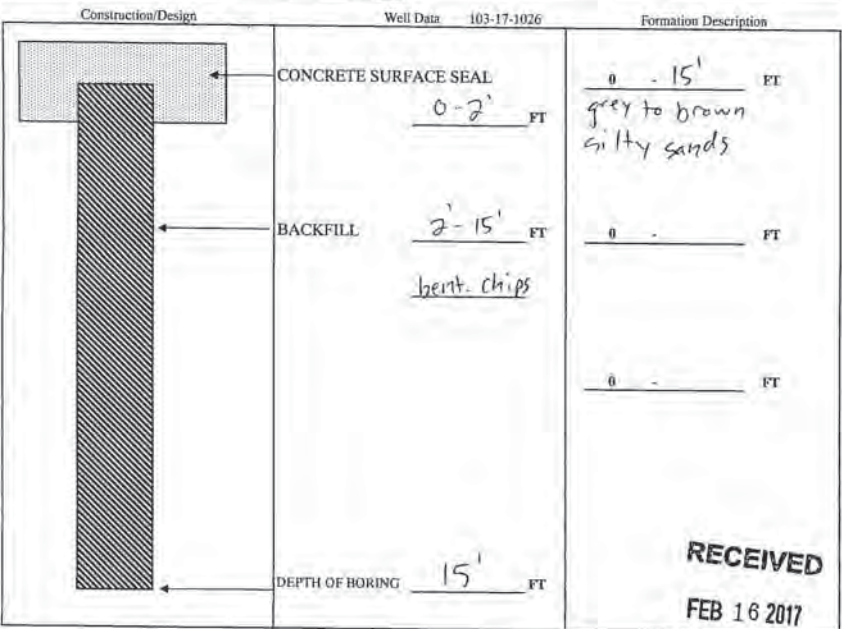 Construction/Design
Well Data 103-17-1026
Formation Description
CONCRETE SURFACE SEAL
0 - 2' FT
BACKFILL 2' - 15' FT
bent. chips
DEPTH OF BORING 15' FT
0 - 15' FT
grey to brown
silty sands
0 - FT
0 - FT
RECEIVED
FEB 16 2017